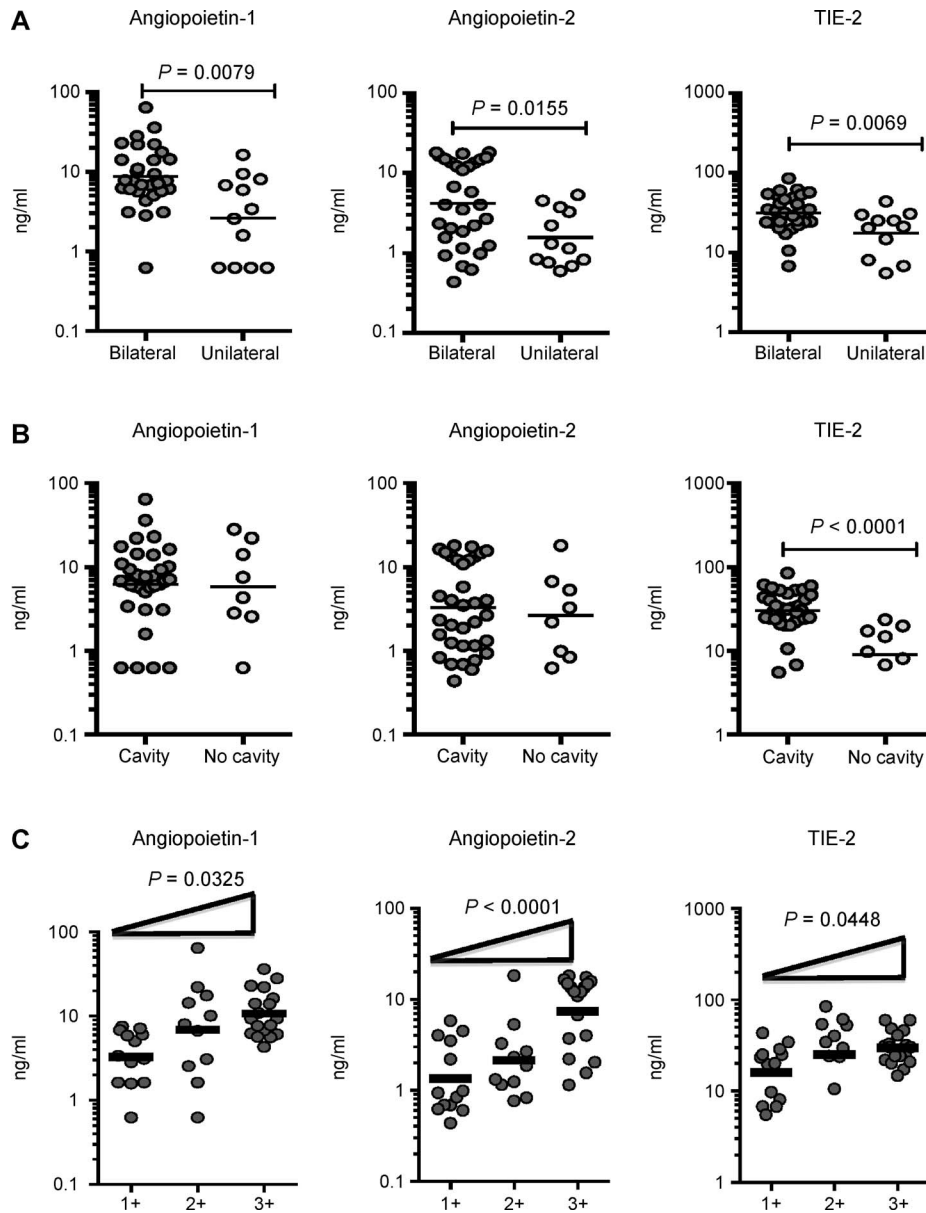 A
Angiopoietin-1 Angiopoietin-2 TIE-2
P = 0.0079 P = 0.0155 P = 0.0069
100 100 1000
10 10 100
1 1 10
0.1 0.1 1
ng/ml ng/ml ng/ml
Bilateral Unilateral Bilateral Unilateral Bilateral Unilateral
B
Angiopoietin-1 Angiopoietin-2 TIE-2
P < 0.0001
100 100 1000
10 10 100
1 1 10
0.1 0.1 1
ng/ml ng/ml ng/ml
Cavity No cavity Cavity No cavity Cavity No cavity
C
Angiopoietin-1 Angiopoietin-2 TIE-2
P = 0.0325 P < 0.0001 P = 0.0448
100 100 1000
10 10 100
1 1 10
0.1 0.1 1
ng/ml ng/ml ng/ml
1+ 2+ 3+ 1+ 2+ 3+ 1+ 2+ 3+